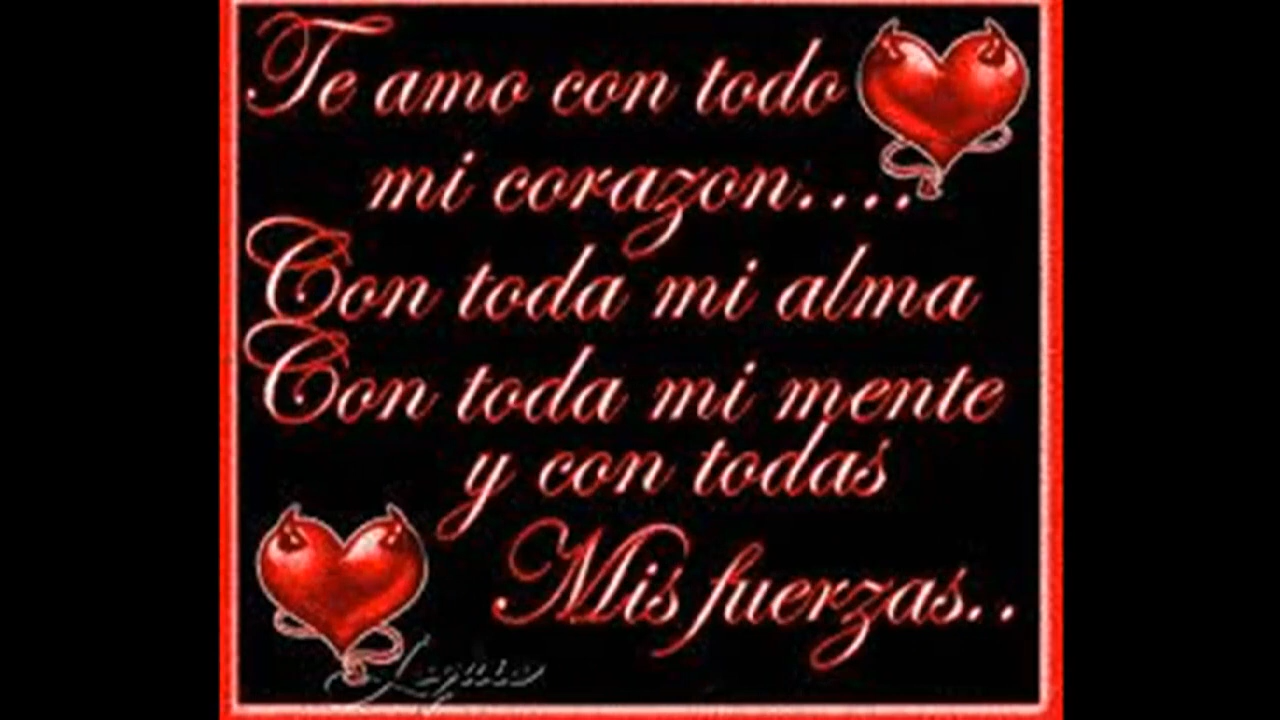 Te amo con todo
mi corazon....
Con toda mi alma
Con toda mi mente
y con todas
Mis fuerzas..